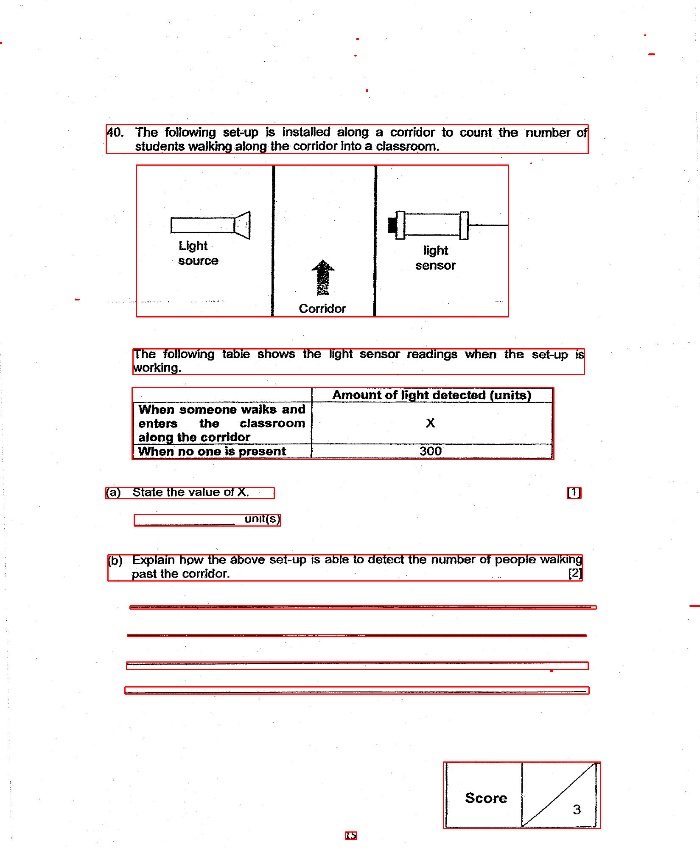 40. The following set-up is installed along a corridor to count the number of
students walking along the corridor into a classroom.
Light
source
light
sensor
Corridor
The following table shows the light sensor readings when the set-up is
working.
Amount of light detected (units)
When someone walks and
enters the classroom
along the corridor
X
When no one is present
300
(a) State the value of X. [1]
unit(s)
(b) Explain how the above set-up is able to detect the number of people walking
past the corridor. [2]
Score
3
15